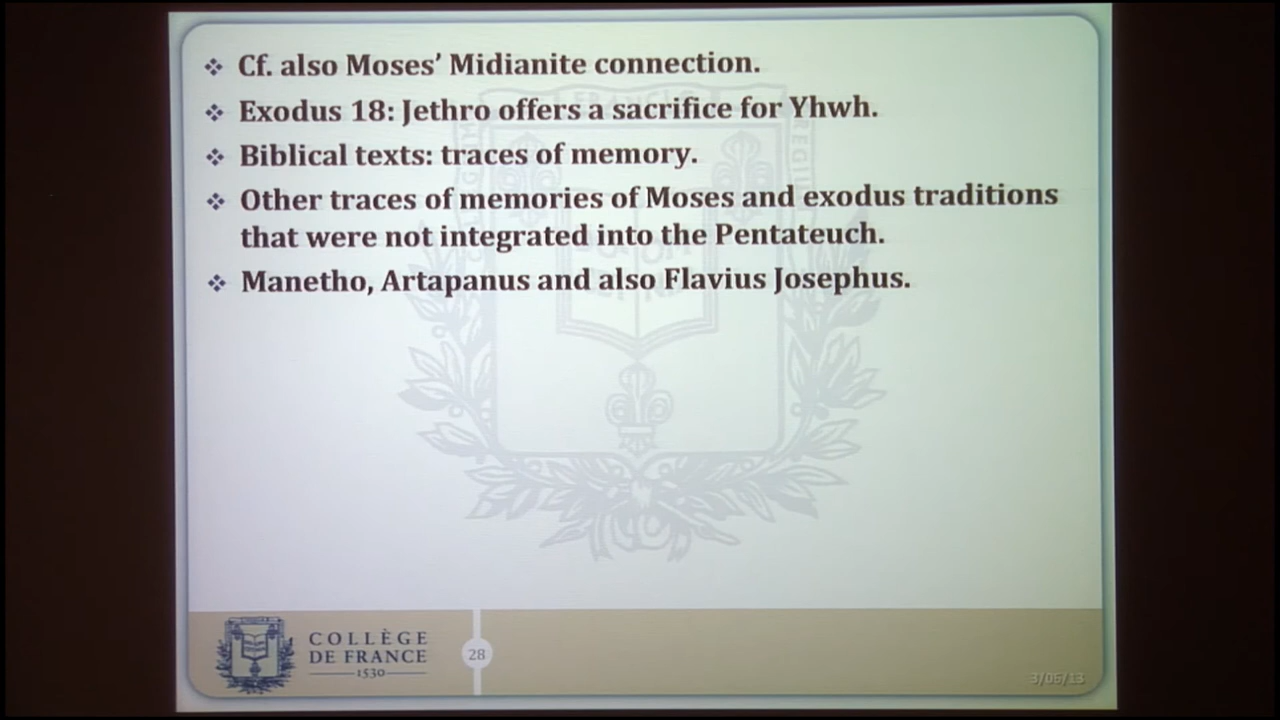 Cf. also Moses’ Midianite connection.
Exodus 18: Jethro offers a sacrifice for Yhwh.
Biblical texts: traces of memory.
Other traces of memories of Moses and exodus traditions
that were not integrated into the Pentateuch.
Manetho, Artapanus and also Flavius Josephus.
COLLÈGE
DE FRANCE
1530
28
3/06/13